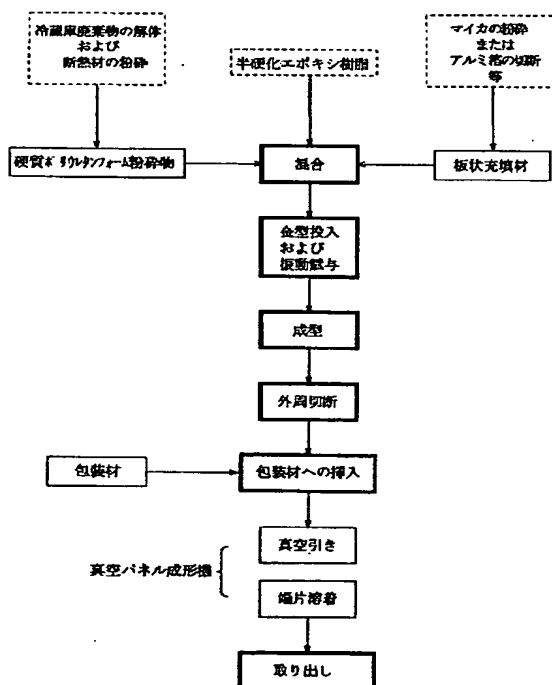 冷蔵庫廃棄物の解体
および
断熱材の粉砕
半硬化エポキシ樹脂
マイカの粉砕
または
アルミ箔の切断
等
硬質ポリウレタンフォーム粉砕物
混合
板状充填材
金型投入
および
振動賦与
成型
外周切断
包装材
包装材への挿入
真空引き
真空パネル成形機
端片溶着
取り出し